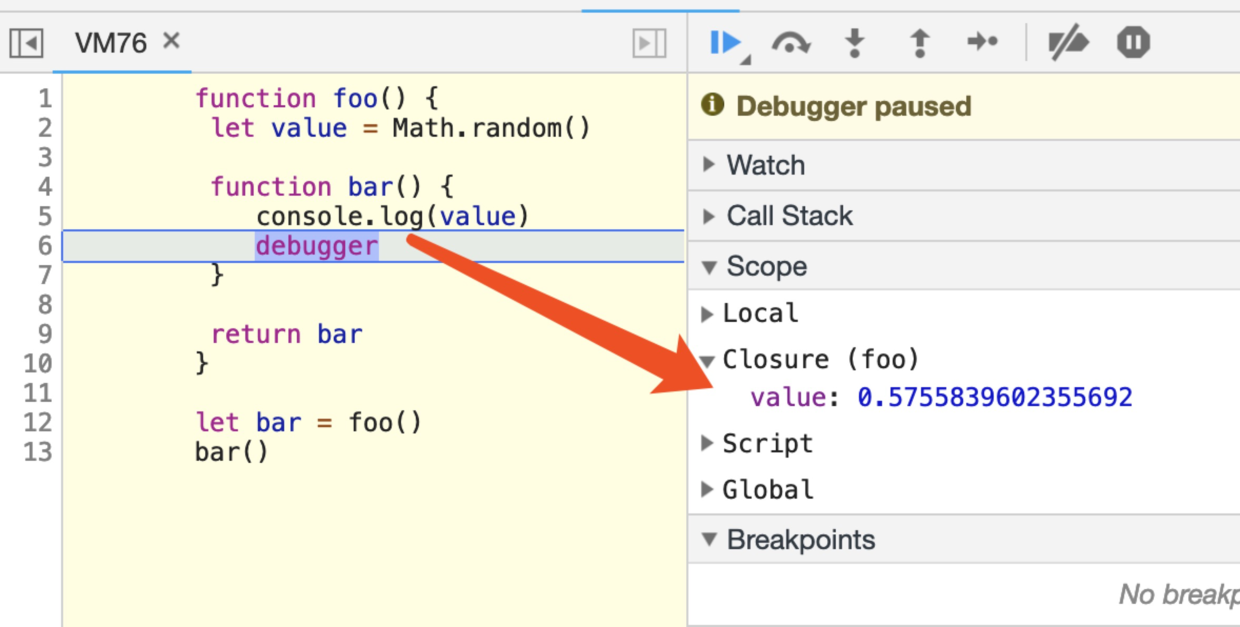 VM76 ×
1 function foo() {
2 let value = Math.random()
3
4 function bar() {
5 console.log(value)
6 debugger
7 }
8
9 return bar
10 }
11
12 let bar = foo()
13 bar()
Debugger paused
Watch
Call Stack
Scope
Local
Closure (foo)
value: 0.5755839602355692
Script
Global
Breakpoints
No